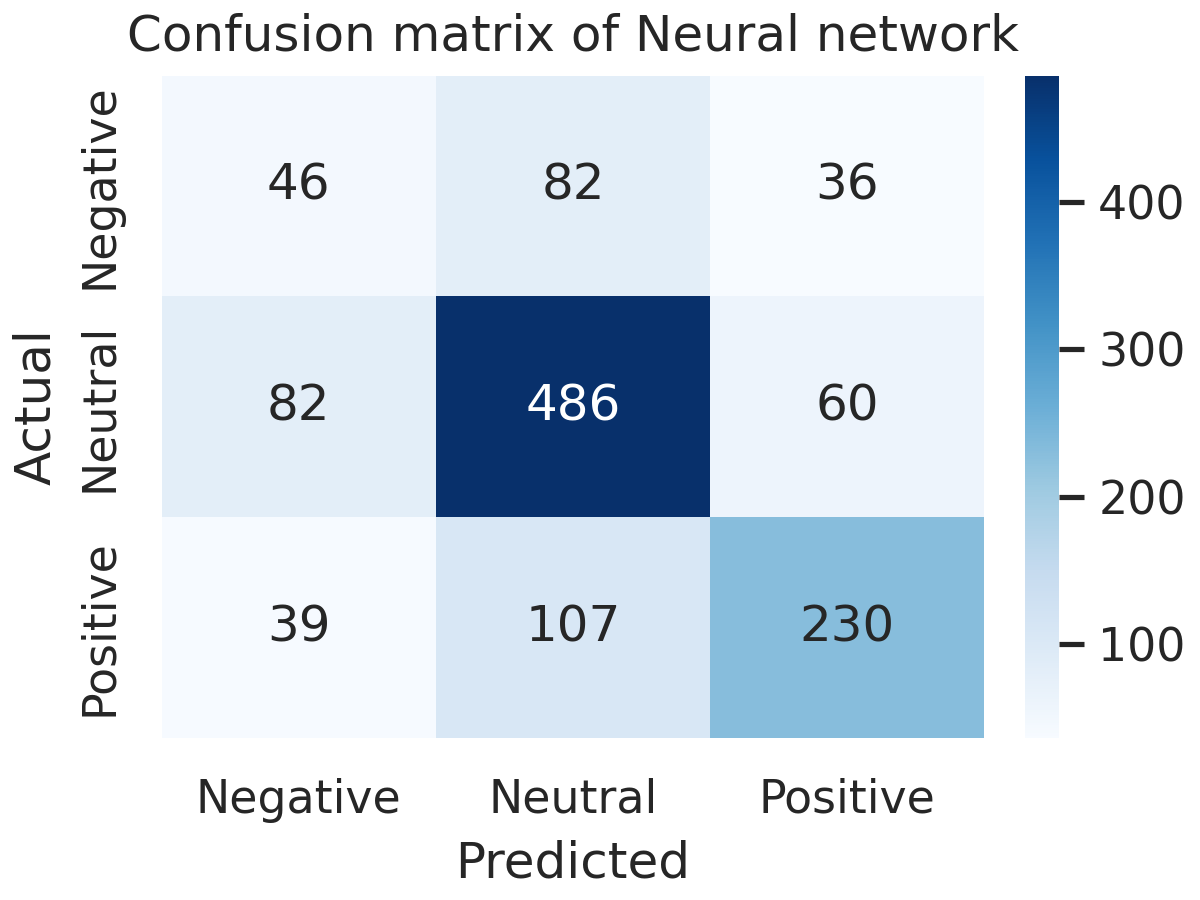 Confusion matrix of Neural network
Actual
Negative
46 82 36
Neutral
82 486 60
Positive
39 107 230
Negative Neutral Positive
Predicted
400
300
200
100